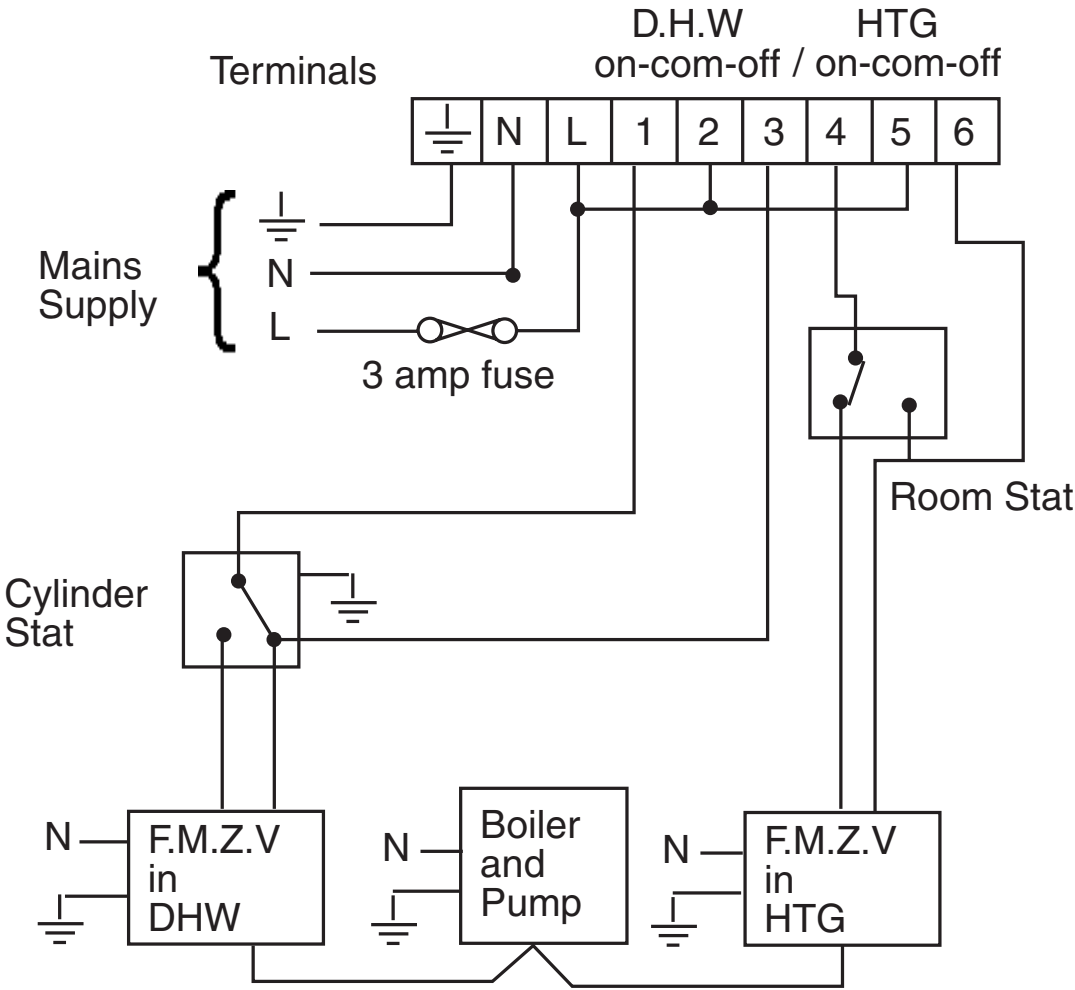 D.H.W HTG
on-com-off / on-com-off
Terminals
N L 1 2 3 4 5 6
Mains
Supply
N
L
3 amp fuse
Room Stat
Cylinder
Stat
N
F.M.Z.V
in
DHW
N
Boiler
and
Pump
N
F.M.Z.V
in
HTG